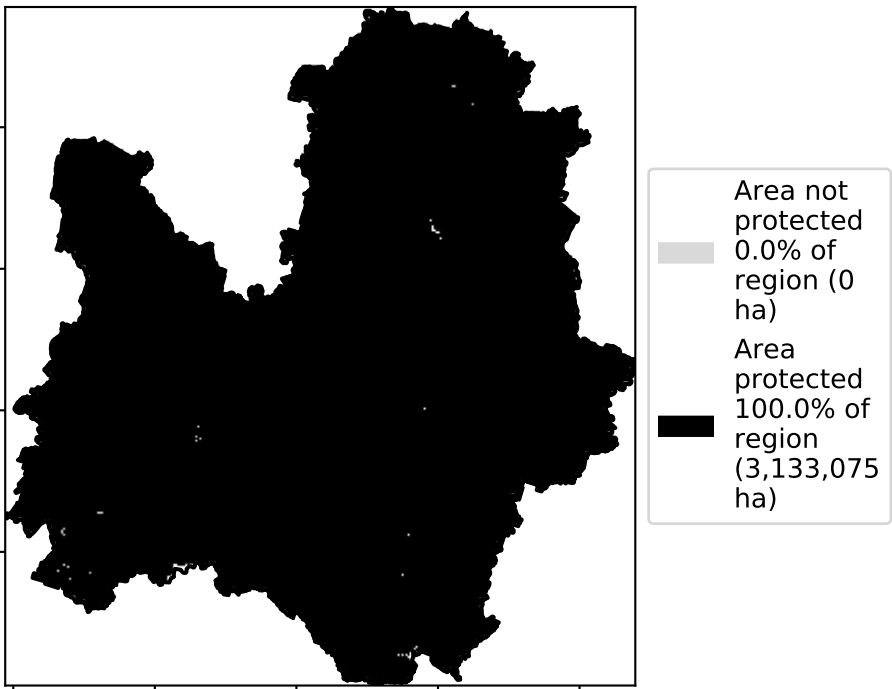 Area not
protected
0.0% of
region (0
ha)
Area
protected
100.0% of
region
(3,133,075
ha)